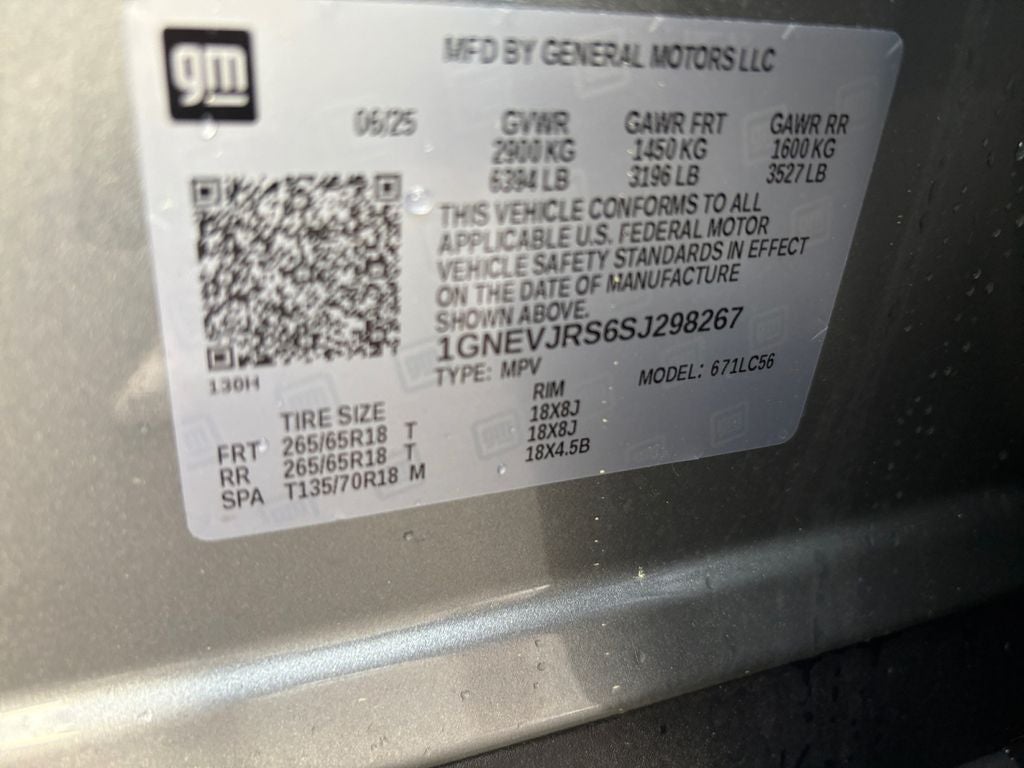 gm
MFD BY GENERAL MOTORS LLC
06/25 GVWR GAWR FRT GAWR RR
2900 KG 1450 KG 1600 KG
6394 LB 3196 LB 3527 LB
THIS VEHICLE CONFORMS TO ALL
APPLICABLE U.S. FEDERAL MOTOR
VEHICLE SAFETY STANDARDS IN EFFECT
ON THE DATE OF MANUFACTURE
SHOWN ABOVE.
1GNEVJRS6SJ298267
TYPE: MPV MODEL: 671LC56
130H
TIRE SIZE RIM
FRT 265/65R18 T 18X8J
RR 265/65R18 T 18X8J
SPA T135/70R18 M 18X4.5B